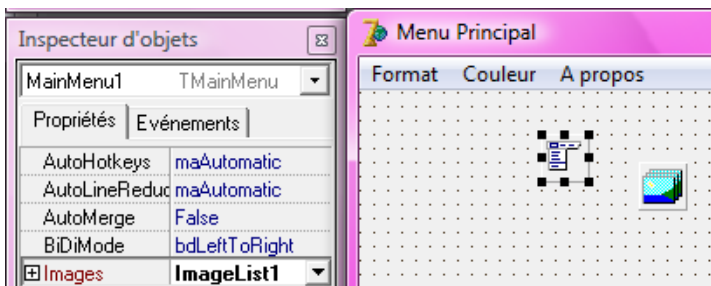 Inspecteur d'objets
MainMenu1 TMainMenu
Propriétés Evénements
AutoHotkeys maAutomatic
AutoLineReduc maAutomatic
AutoMerge False
BiDiMode bdLeftToRight
Images ImageList1
Menu Principal
Format Couleur A propos